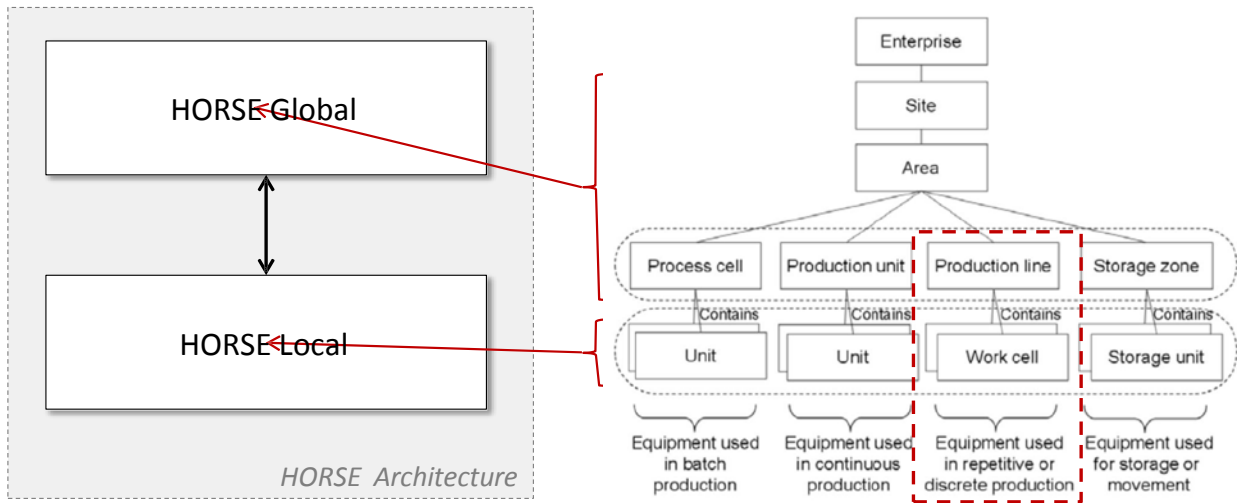 HORSE Global
HORSE Local
HORSE Architecture
Enterprise
Site
Area
Process cell
Production unit
Production line
Storage zone
Contains
Contains
Contains
Contains
Unit
Unit
Work cell
Storage unit
Equipment used
in batch
production
Equipment used
in continuous
production
Equipment used
in repetitive or
discrete production
Equipment used
for storage or
movement